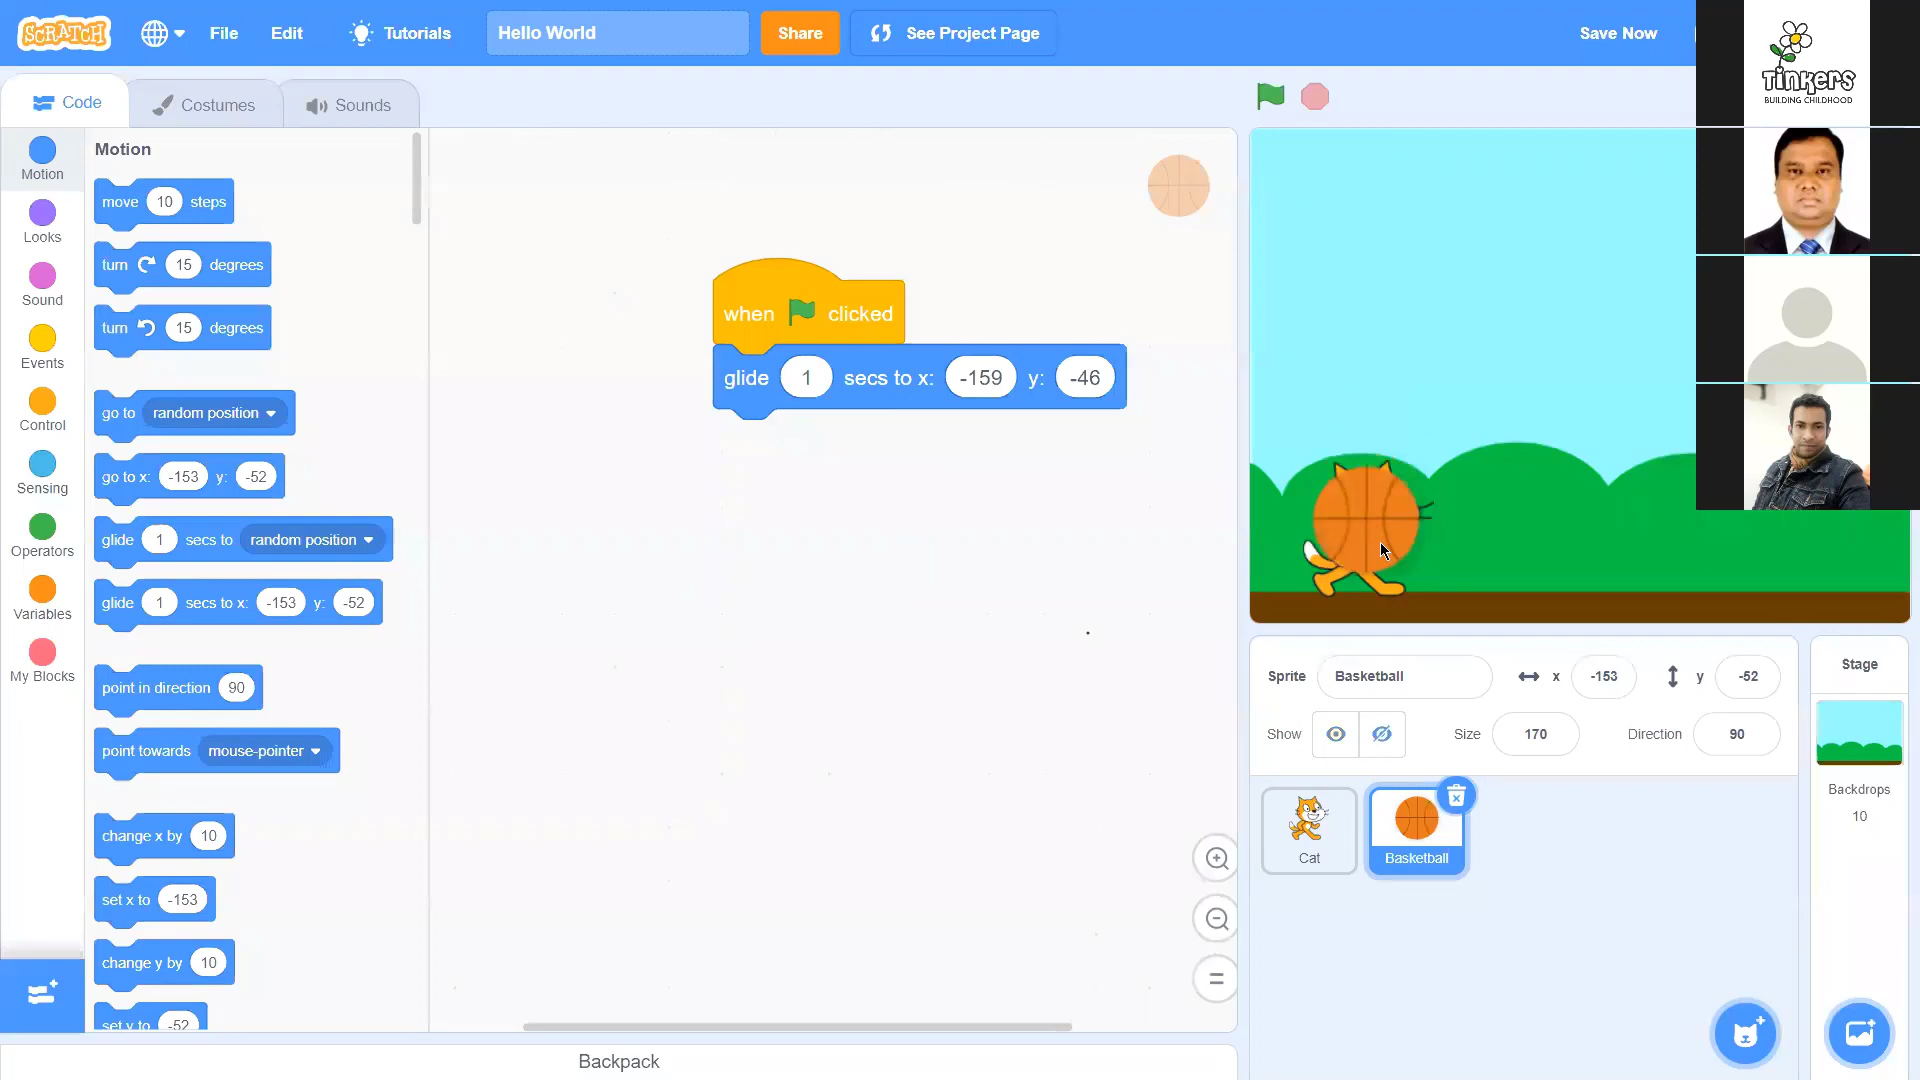 SCRATCH File Edit Tutorials Hello World Share See Project Page Save Now
Code Costumes Sounds
Motion
Looks
Sound
Events
Control
Sensing
Operators
Variables
My Blocks
Motion
move 10 steps
turn 15 degrees
turn 15 degrees
go to random position
go to x: -153 y: -52
glide 1 secs to random position
glide 1 secs to x: -153 y: -52
point in direction 90
point towards mouse-pointer
change x by 10
set x to -153
change y by 10
set y to -52
when clicked
glide 1 secs to x: -159 y: -46
Tinkers
BUILDING CHILDHOOD
Sprite Basketball x -153 y -52
Show Size 170 Direction 90
Cat
Basketball
Stage
Backdrops
10
Backpack